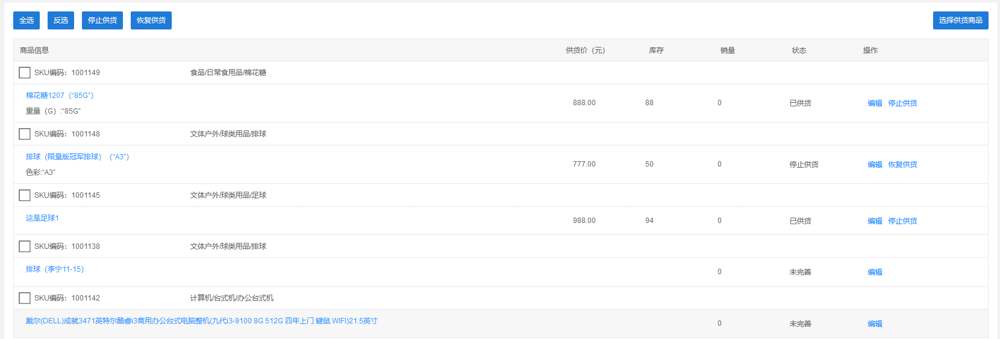 全选 反选 停止供货 恢复供货 选择供货商品
商品信息 供货价（元） 库存 销量 状态 操作
SKU编码：1001149 食品/日常食用品/棉花糖
棉花糖1207（“85G”）
重量（G）:“85G”
888.00 88 0 已供货 编辑 停止供货
SKU编码：1001148 文体户外/球类用品/排球
排球（限量版冠军排球）（“A3”）
色彩:“A3”
777.00 50 0 停止供货 编辑 恢复供货
SKU编码：1001145 文体户外/球类用品/足球
这是足球1 988.00 94 0 已供货 编辑 停止供货
SKU编码：1001138 文体户外/球类用品/排球
排球（李宁11-15） 0 未完善 编辑
SKU编码：1001142 计算机/台式机/办公台式机
戴尔(DELL)成就3471英特尔酷睿i3商用办公台式电脑整机(九代i3-9100 8G 512G 四年上门 键鼠 WIFI)21.5英寸 0 未完善 编辑